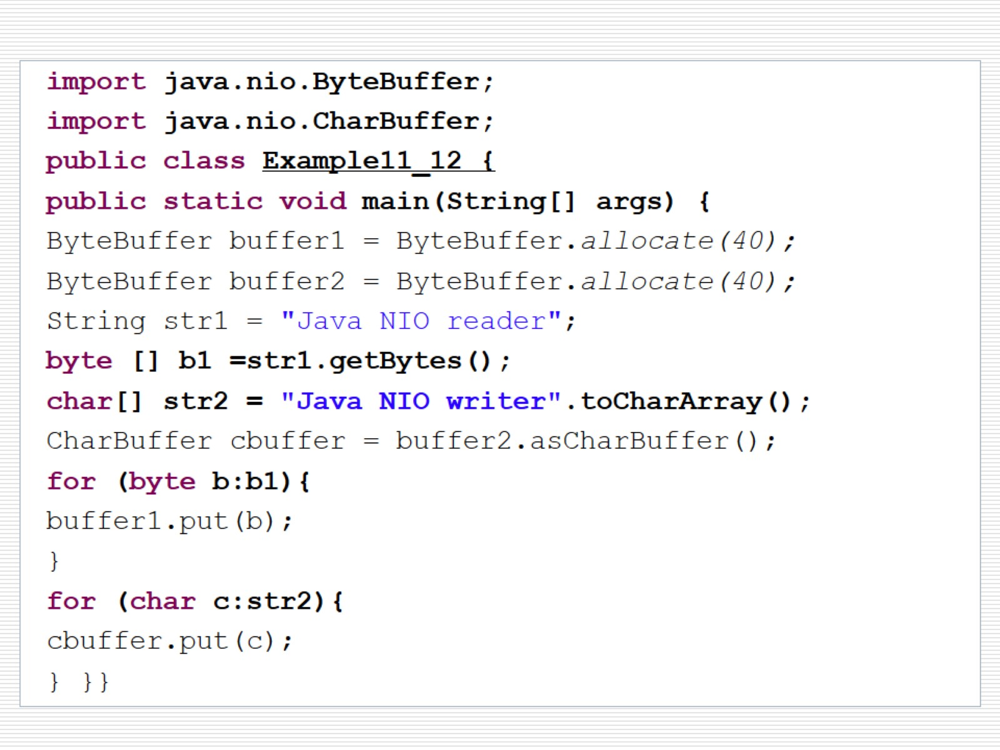 import java.nio.ByteBuffer;
import java.nio.CharBuffer;
public class Example11_12 {
public static void main(String[] args) {
ByteBuffer buffer1 = ByteBuffer.allocate(40);
ByteBuffer buffer2 = ByteBuffer.allocate(40);
String str1 = "Java NIO reader";
byte [] b1 =str1.getBytes();
char[] str2 = "Java NIO writer".toCharArray();
CharBuffer cbuffer = buffer2.asCharBuffer();
for (byte b:b1){
buffer1.put(b);
}
for (char c:str2){
cbuffer.put(c);
} }}